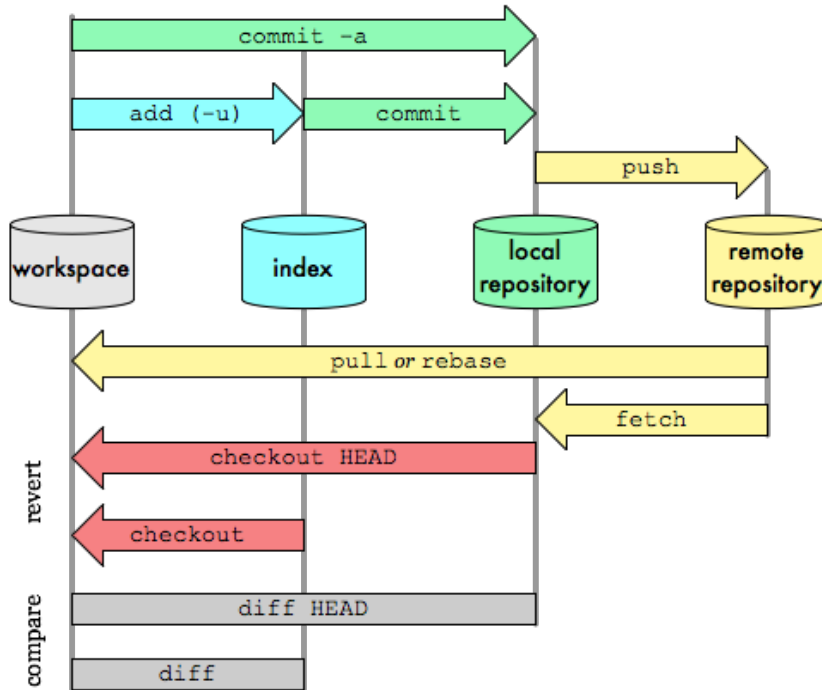 commit -a
add (-u)
commit
push
workspace
index
local
repository
remote
repository
pull or rebase
fetch
revert
checkout HEAD
checkout
compare
diff HEAD
diff